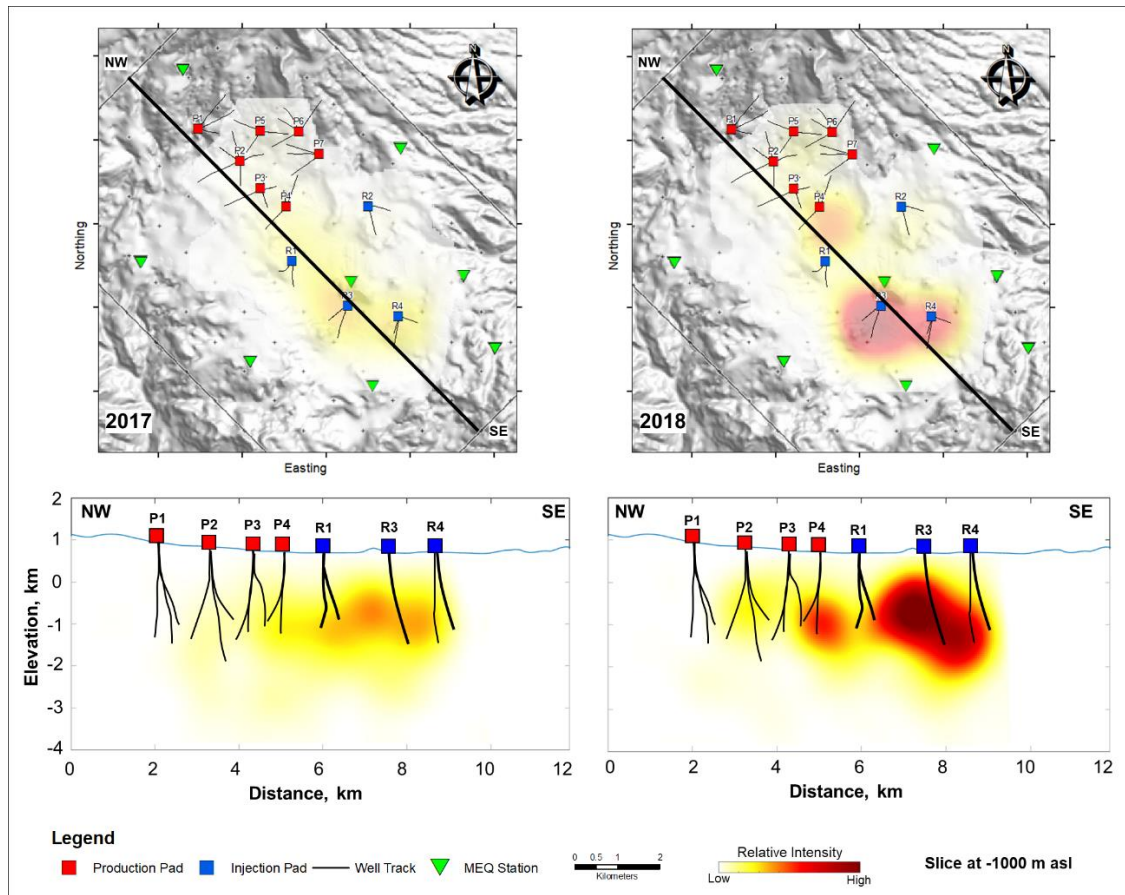 N
NW
P1
P5
P6
P2
P7
P3
P4
R2
R1
R3
R4
2017
SE
Northing
Easting
N
NW
P1
P5
P6
P2
P7
P3
P4
R2
R1
R3
R4
2018
SE
Northing
Easting
NW
SE
P1
P2
P3
P4
R1
R3
R4
2
1
0
-1
-2
-3
-4
Elevation, km
0 2 4 6 8 10 12
Distance, km
NW
SE
P1
P2
P3
P4
R1
R3
R4
0 2 4 6 8 10 12
Distance, km
Legend
Production Pad
Injection Pad
Well Track
MEQ Station
0 0.5 1 2
Kilometers
Relative Intensity
Low High
Slice at -1000 m asl